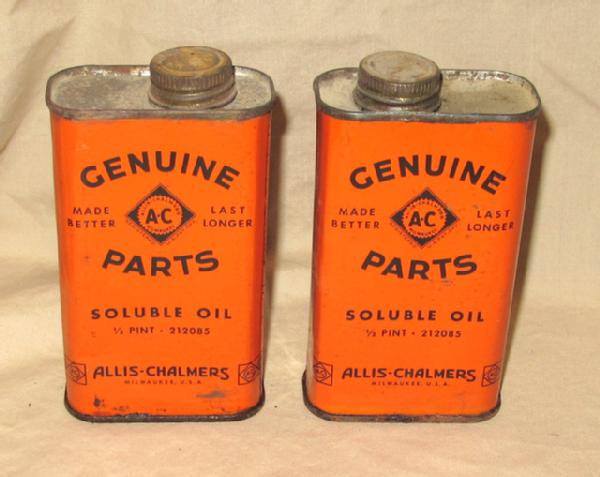 GENUINE
MADE BETTER
A-C
LAST LONGER
PARTS
SOLUBLE OIL
½ PINT - 212085
ALLIS-CHALMERS
MILWAUKEE, U.S.A.
GENUINE
MADE BETTER
A-C
LAST LONGER
PARTS
SOLUBLE OIL
½ PINT - 212085
ALLIS-CHALMERS
MILWAUKEE, U.S.A.